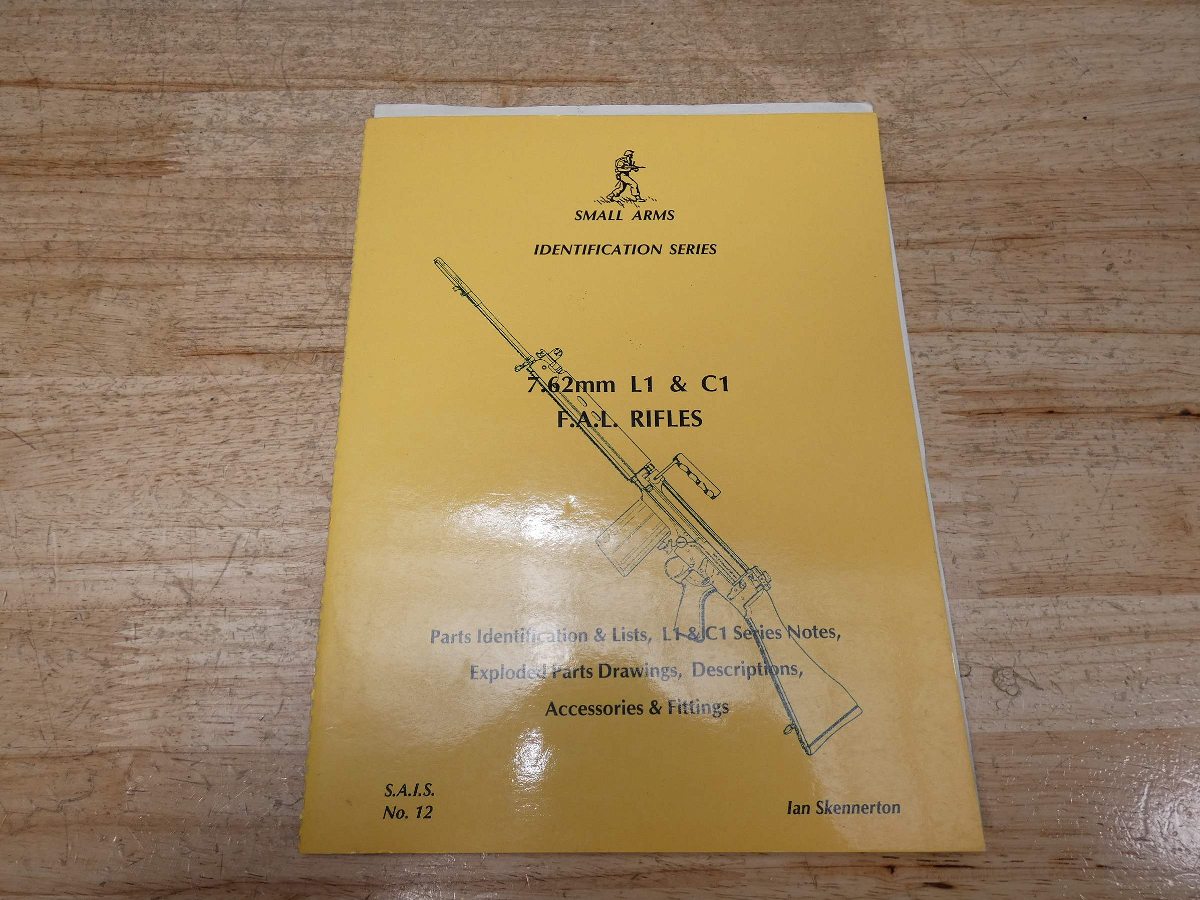 SMALL ARMS
IDENTIFICATION SERIES
7.62mm L1 & C1
F.A.L. RIFLES
Parts Identification & Lists, L1 & C1 Series Notes,
Exploded Parts Drawings, Descriptions,
Accessories & Fittings
S.A.I.S.
No. 12
Ian Skennerton